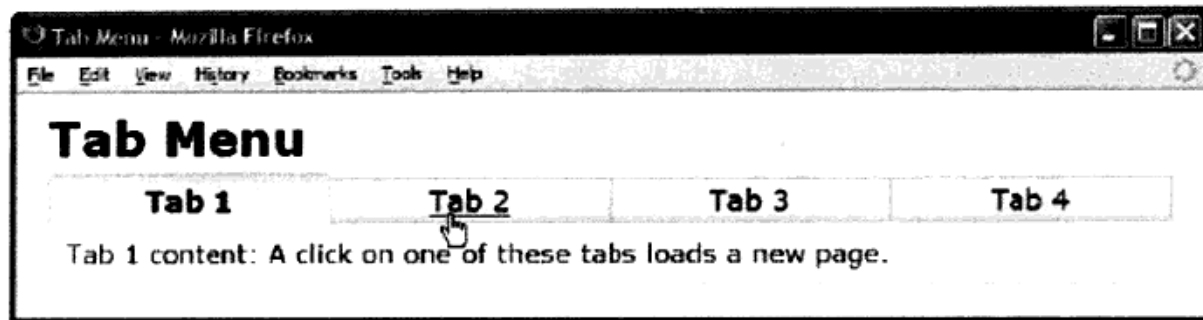 Tab Menu - Mozilla Firefox
File Edit View History Bookmarks Tools Help
Tab Menu
Tab 1 Tab 2 Tab 3 Tab 4
Tab 1 content: A click on one of these tabs loads a new page.